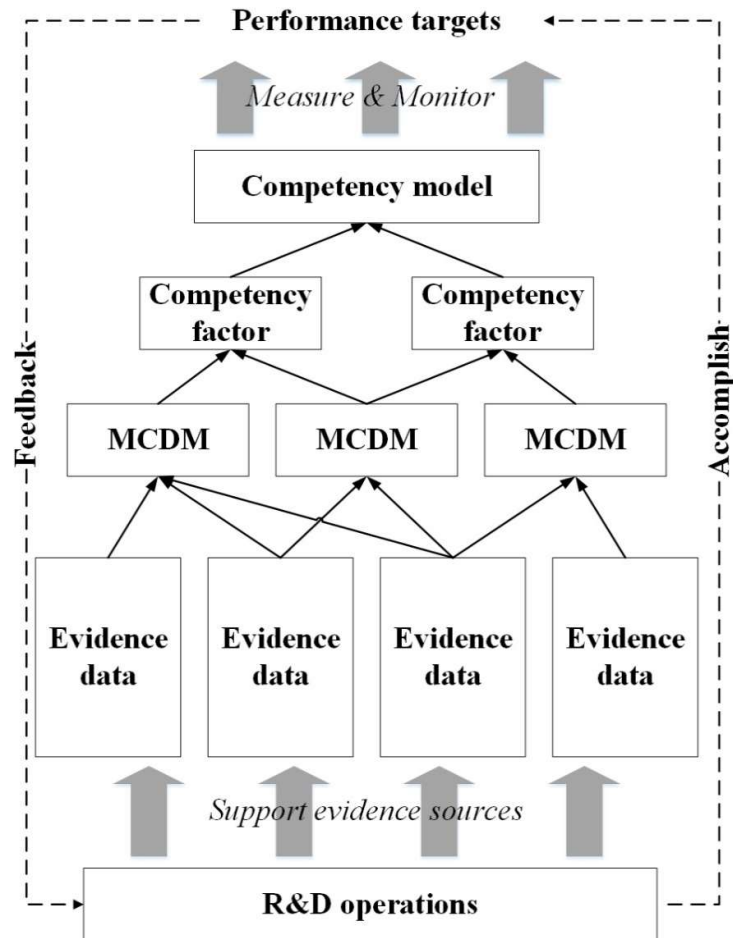 Performance targets
Measure & Monitor
Competency model
Competency
factor
Competency
factor
Feedback
Accomplish
MCDM
MCDM
MCDM
Evidence
data
Evidence
data
Evidence
data
Evidence
data
Support evidence sources
R&D operations